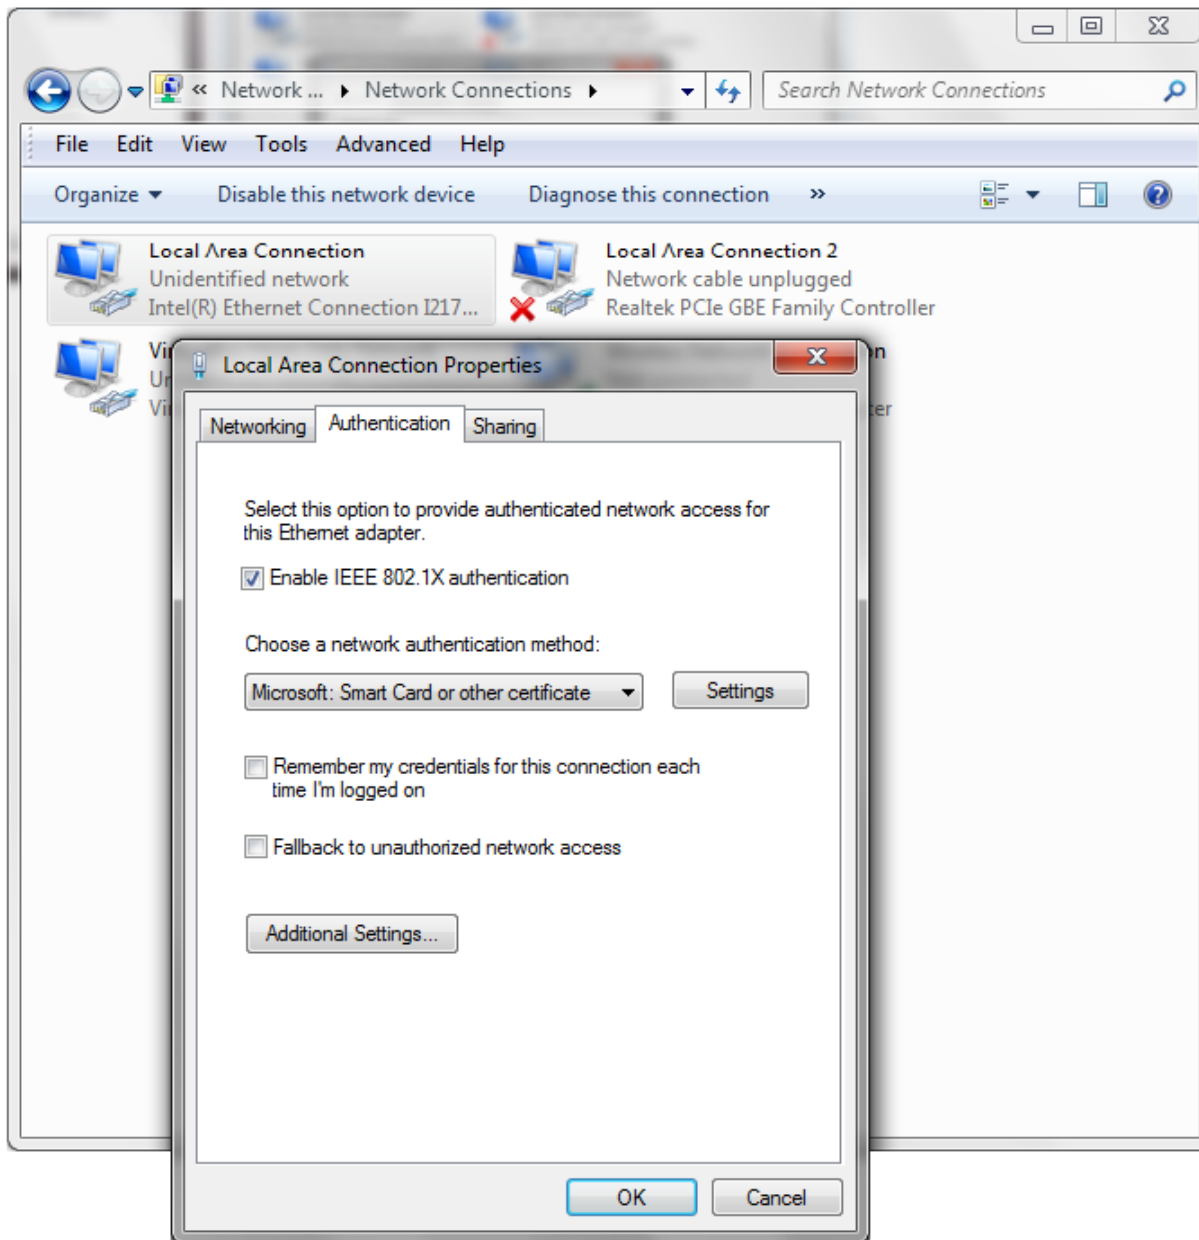 « Network ... ▸ Network Connections ▸
Search Network Connections
File Edit View Tools Advanced Help
Organize Disable this network device Diagnose this connection »
Local Area Connection
Unidentified network
Intel(R) Ethernet Connection I217...
Local Area Connection 2
Network cable unplugged
Realtek PCIe GBE Family Controller
Local Area Connection Properties
Networking Authentication Sharing
Select this option to provide authenticated network access for
this Ethernet adapter.
Enable IEEE 802.1X authentication
Choose a network authentication method:
Microsoft: Smart Card or other certificate
Settings
Remember my credentials for this connection each
time I'm logged on
Fallback to unauthorized network access
Additional Settings...
OK Cancel